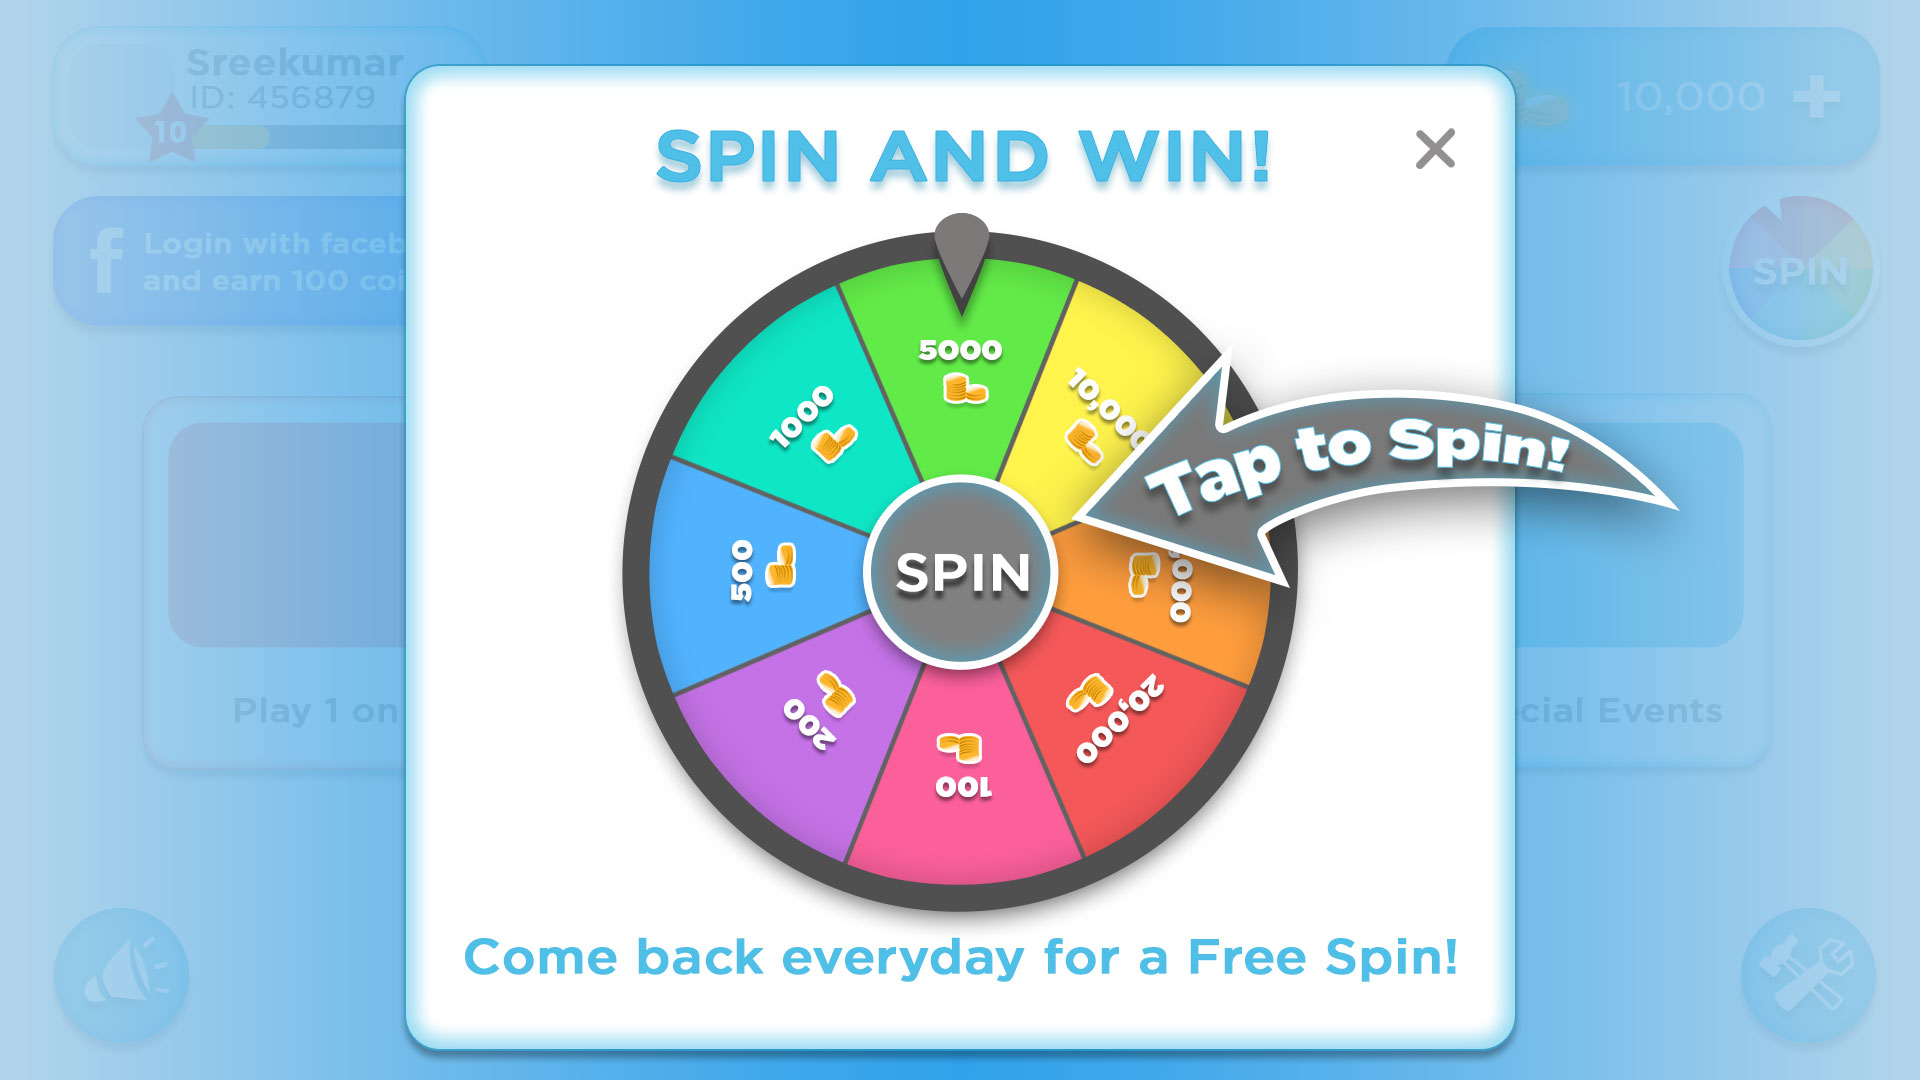 Sreekumar
ID: 456879
10
10,000
SPIN AND WIN!
Login with faceb
and earn 100 coi
SPIN
5000
10,000
1000
Tap to Spin!
500
SPIN
20,000
200
100
Play 1 on
cial Events
Come back everyday for a Free Spin!